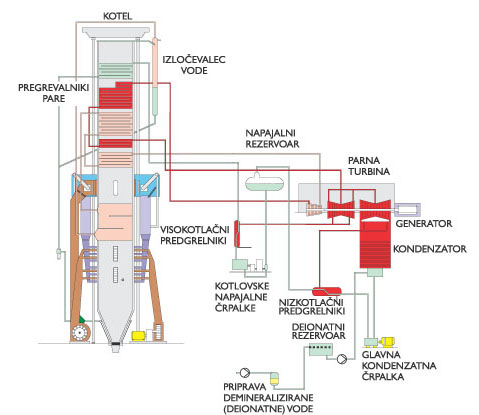 KOTEL
IZLOČEVALEC
VODE
PREGREVALNIKI
PARE
NAPAJALNI
REZERVOAR
PARNA
TURBINA
GENERATOR
VISOKOTLAČNI
PREDGRELNIKI
KONDENZATOR
KOTLOVSKE
NAPAJALNE
ČRPALKE
NIZKOTLAČNI
PREDGRELNIKI
DEIONATNI
REZERVOAR
GLAVNA
KONDENZATNA
ČRPALKA
PRIPRAVA
DEMINERALIZIRANE
(DEIONATNE) VODE